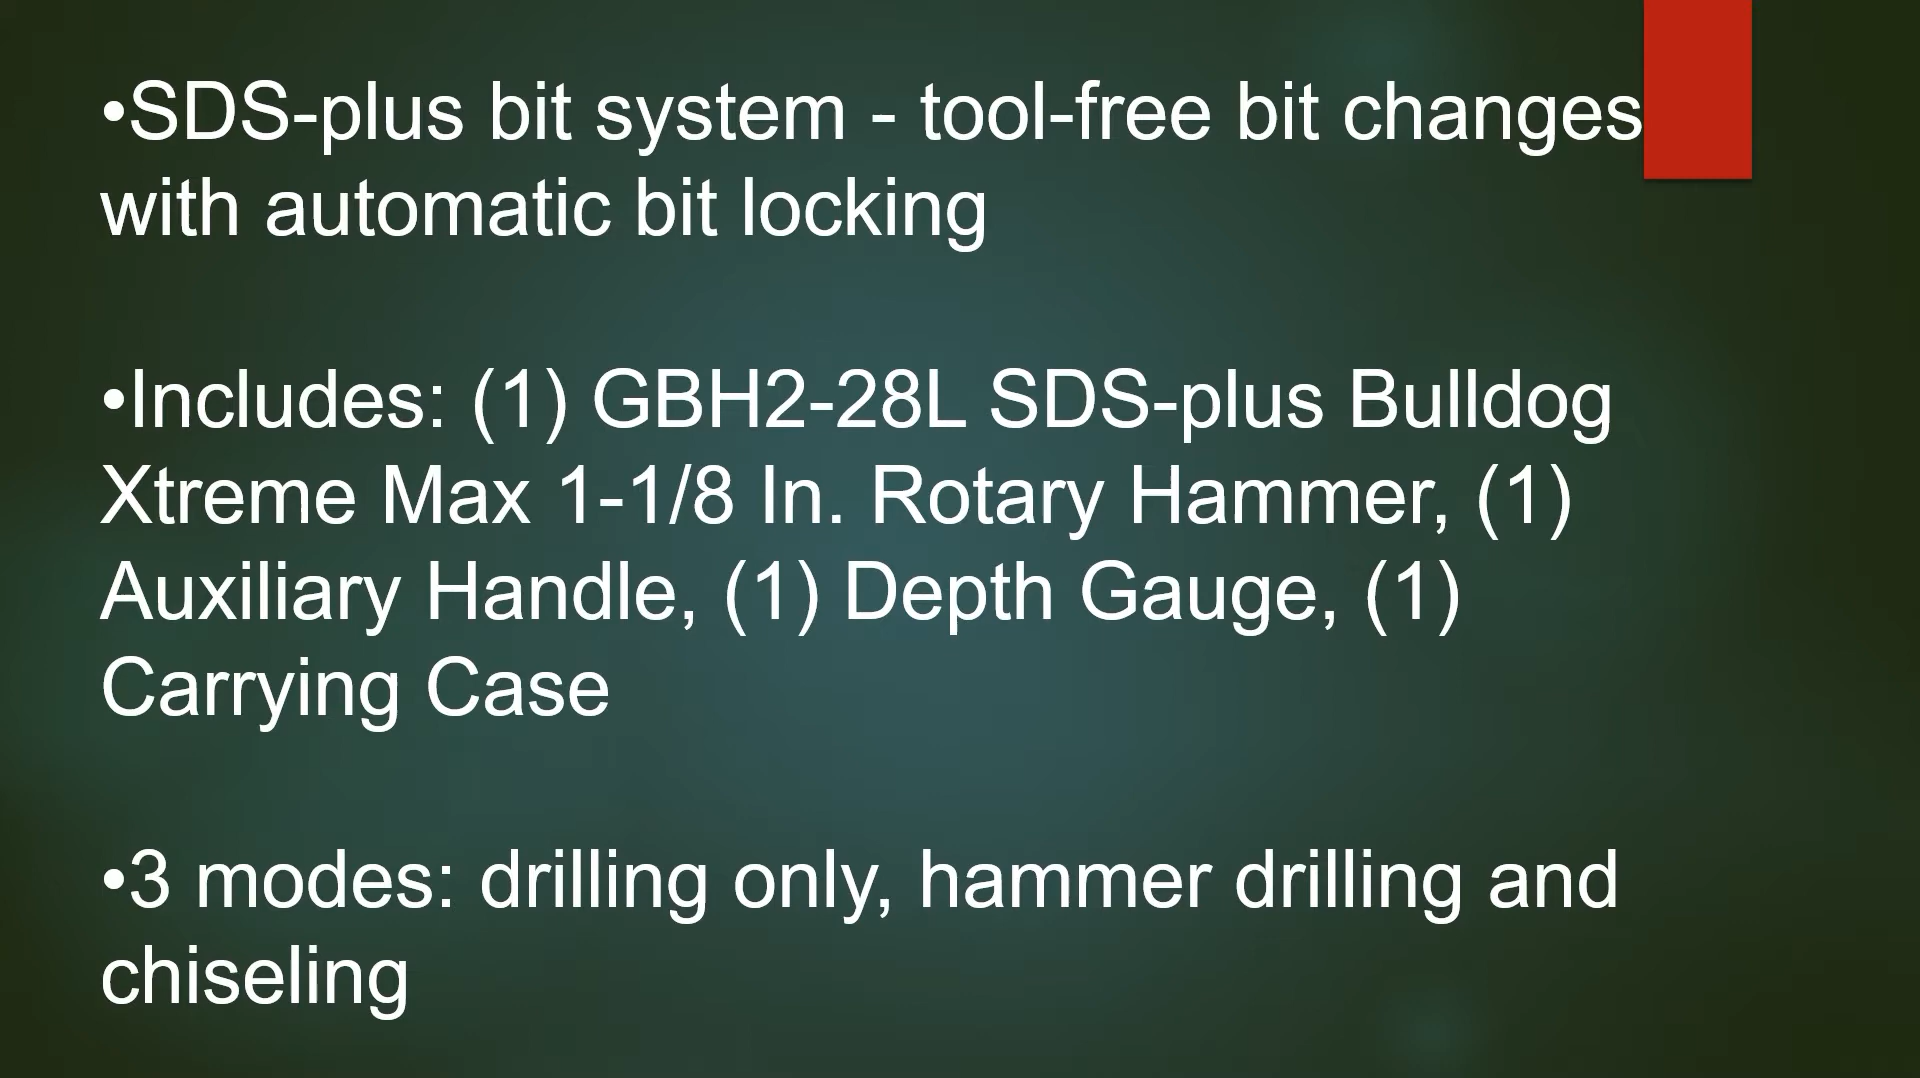 •SDS-plus bit system - tool-free bit changes
with automatic bit locking
•Includes: (1) GBH2-28L SDS-plus Bulldog
Xtreme Max 1-1/8 In. Rotary Hammer, (1)
Auxiliary Handle, (1) Depth Gauge, (1)
Carrying Case
•3 modes: drilling only, hammer drilling and
chiseling